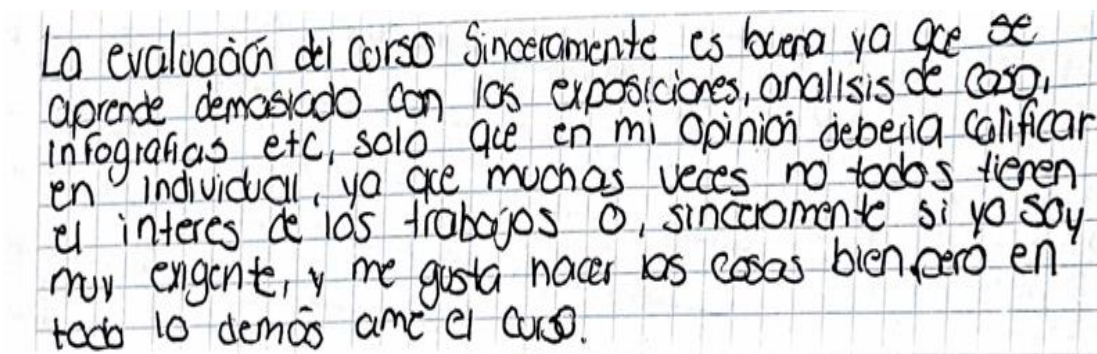 La evaluación del curso Sinceramente es buena ya que se
aprende demasiado con las exposiciones, analisis de caso,
infografias etc, solo que en mi opinión deberia calificar
en individual, ya que muchas veces no todos tienen
el interes de los trabajos o, sinceramente si yo soy
muy exigente, y me gusta hacer las cosas bien, pero en
todo lo demás amé el curso.